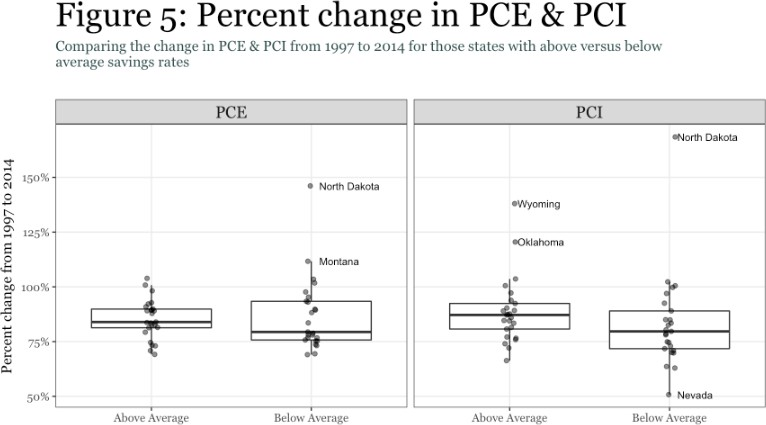 Figure 5: Percent change in PCE & PCI
Comparing the change in PCE & PCI from 1997 to 2014 for those states with above versus below
average savings rates
PCE
PCI
Percent change from 1997 to 2014
150%
125%
100%
75%
50%
North Dakota
Montana
North Dakota
Wyoming
Oklahoma
Nevada
Above Average
Below Average
Above Average
Below Average